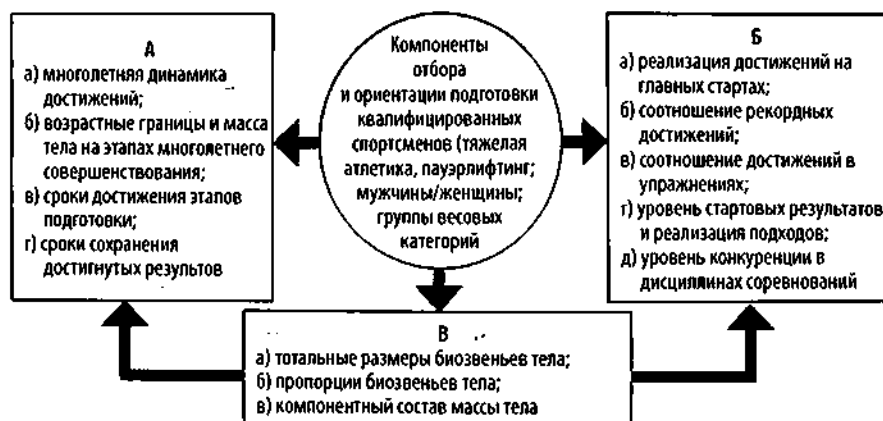 А
а) многолетняя динамика
достижений;
б) возрастные границы и масса
тела на этапах многолетнего
совершенствования;
в) сроки достижения этапов
подготовки;
г) сроки сохранения
достигнутых результов
Компоненты
отбора
и ориентации подготовки
квалифицированных
спортсменов (тяжелая
атлетика, пауэрлифтинг;
мужчины/женщины;
группы весовых
категорий
Б
а) реализация достижений на
главных стартах;
б) соотношение рекордных
достижений;
в) соотношение достижений в
упражнениях;
г) уровень стартовых результатов
и реализация подходов;
д) уровень конкуренции в
дисциллинах соревнований
В
а) тотальные размеры биозвеньев тела;
б) пропорции биозвеньев тела;
в) компонентный состав массы тела